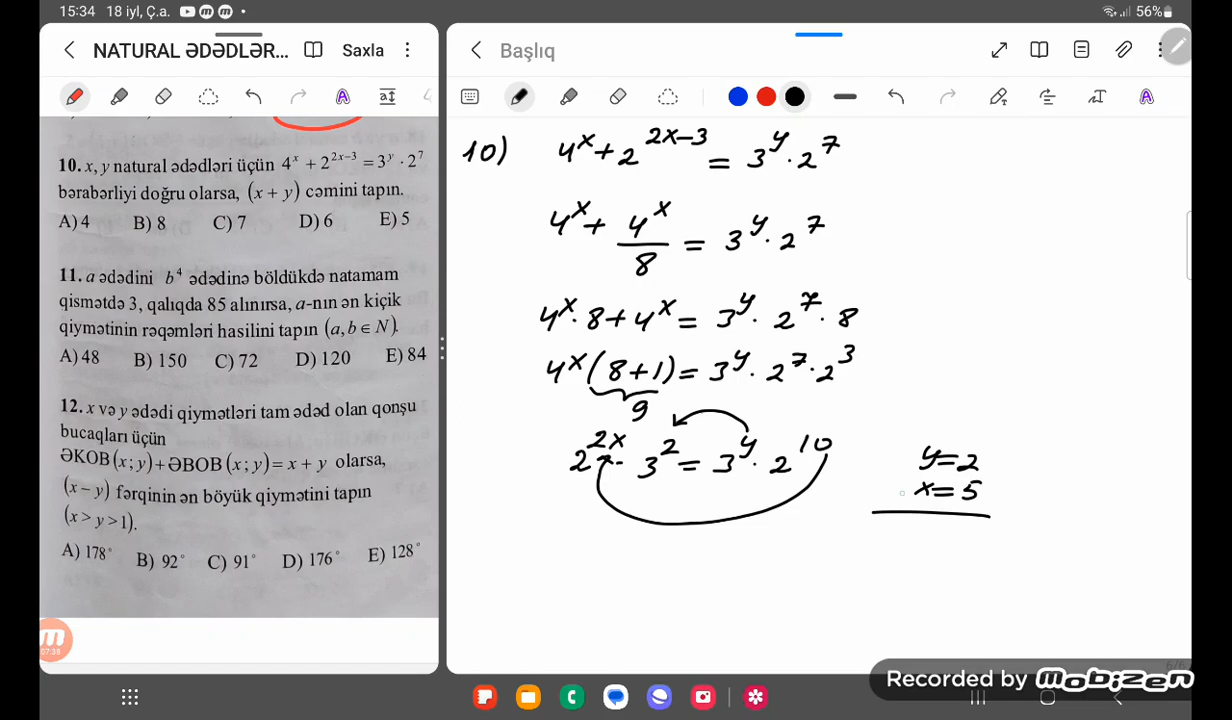 15:34 18 iyl, Ç.a. 56%
NATURAL ƏDƏDLƏR... Saxla
Başlıq
10. x, y natural ədədləri üçün 4^x + 2^{2x−3} = 3^y · 2^7
bərabərliyi doğru olarsa, (x + y) cəmini tapın.
A) 4 B) 8 C) 7 D) 6 E) 5
11. a ədədini b^4 ədədinə böldükdə natamam
qismətdə 3, qalıqda 85 alınırsa, a-nın ən kiçik
qiymətinin rəqəmləri hasilini tapın (a, b ∈ N).
A) 48 B) 150 C) 72 D) 120 E) 84
12. x və y ədədi qiymətləri tam ədəd olan qonşu
bucaqları üçün
ƏKOB (x; y) + ƏBOB (x; y) = x + y olarsa,
(x − y) fərqinin ən böyük qiymətini tapın
(x > y > 1).
A) 178° B) 92° C) 91° D) 176° E) 128°
07:38
10) 4^x + 2^{2x−3} = 3^y · 2^7
4^x + 4^x/8 = 3^y · 2^7
4^x · 8 + 4^x = 3^y · 2^7 · 8
4^x (8 + 1) = 3^y · 2^7 · 2^3
9
2^{2x} · 3^2 = 3^y · 2^{10}
y = 2
x = 5
6/6
Recorded by mobizen